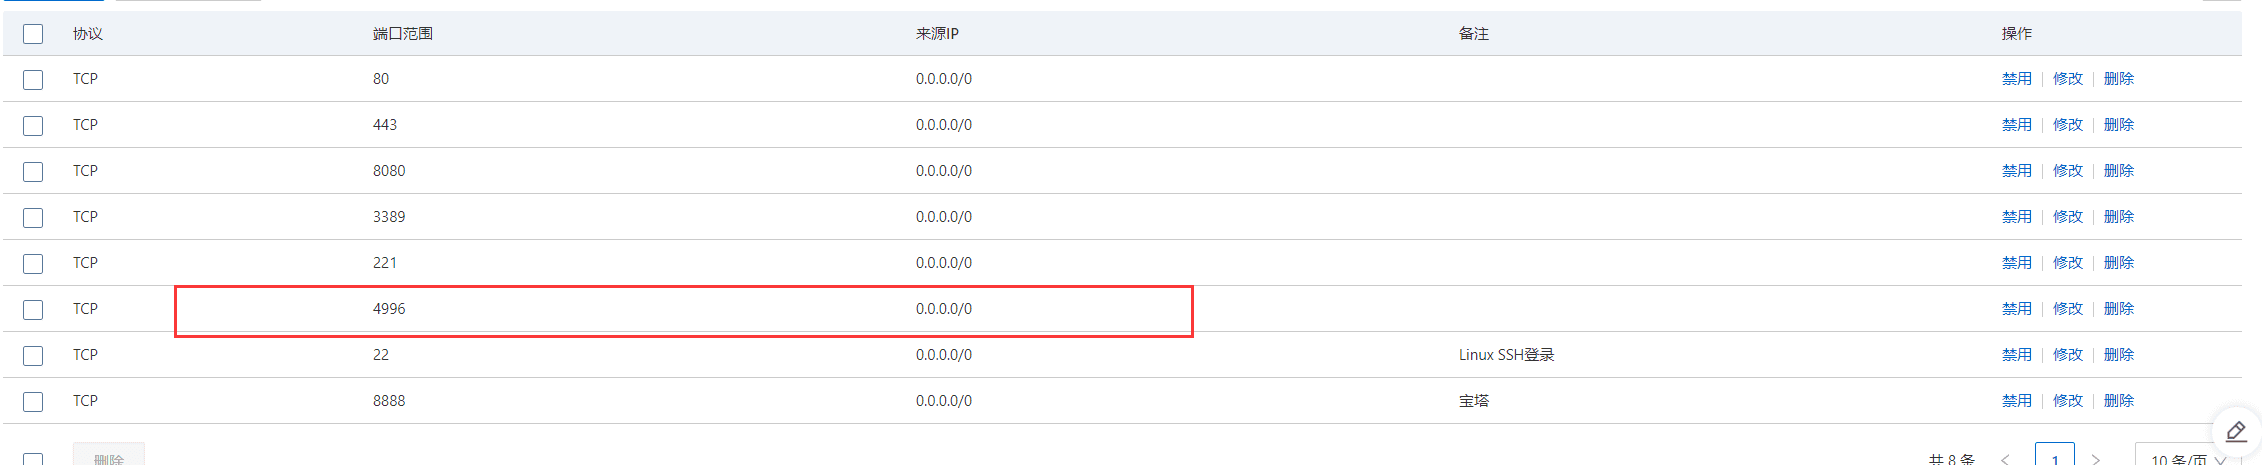 协议 端口范围 来源IP 备注 操作
TCP 80 0.0.0.0/0 禁用 修改 删除
TCP 443 0.0.0.0/0 禁用 修改 删除
TCP 8080 0.0.0.0/0 禁用 修改 删除
TCP 3389 0.0.0.0/0 禁用 修改 删除
TCP 221 0.0.0.0/0 禁用 修改 删除
TCP 4996 0.0.0.0/0 禁用 修改 删除
TCP 22 0.0.0.0/0 Linux SSH登录 禁用 修改 删除
TCP 8888 0.0.0.0/0 宝塔 禁用 修改 删除
删除 共 8 条 1 10 条/页